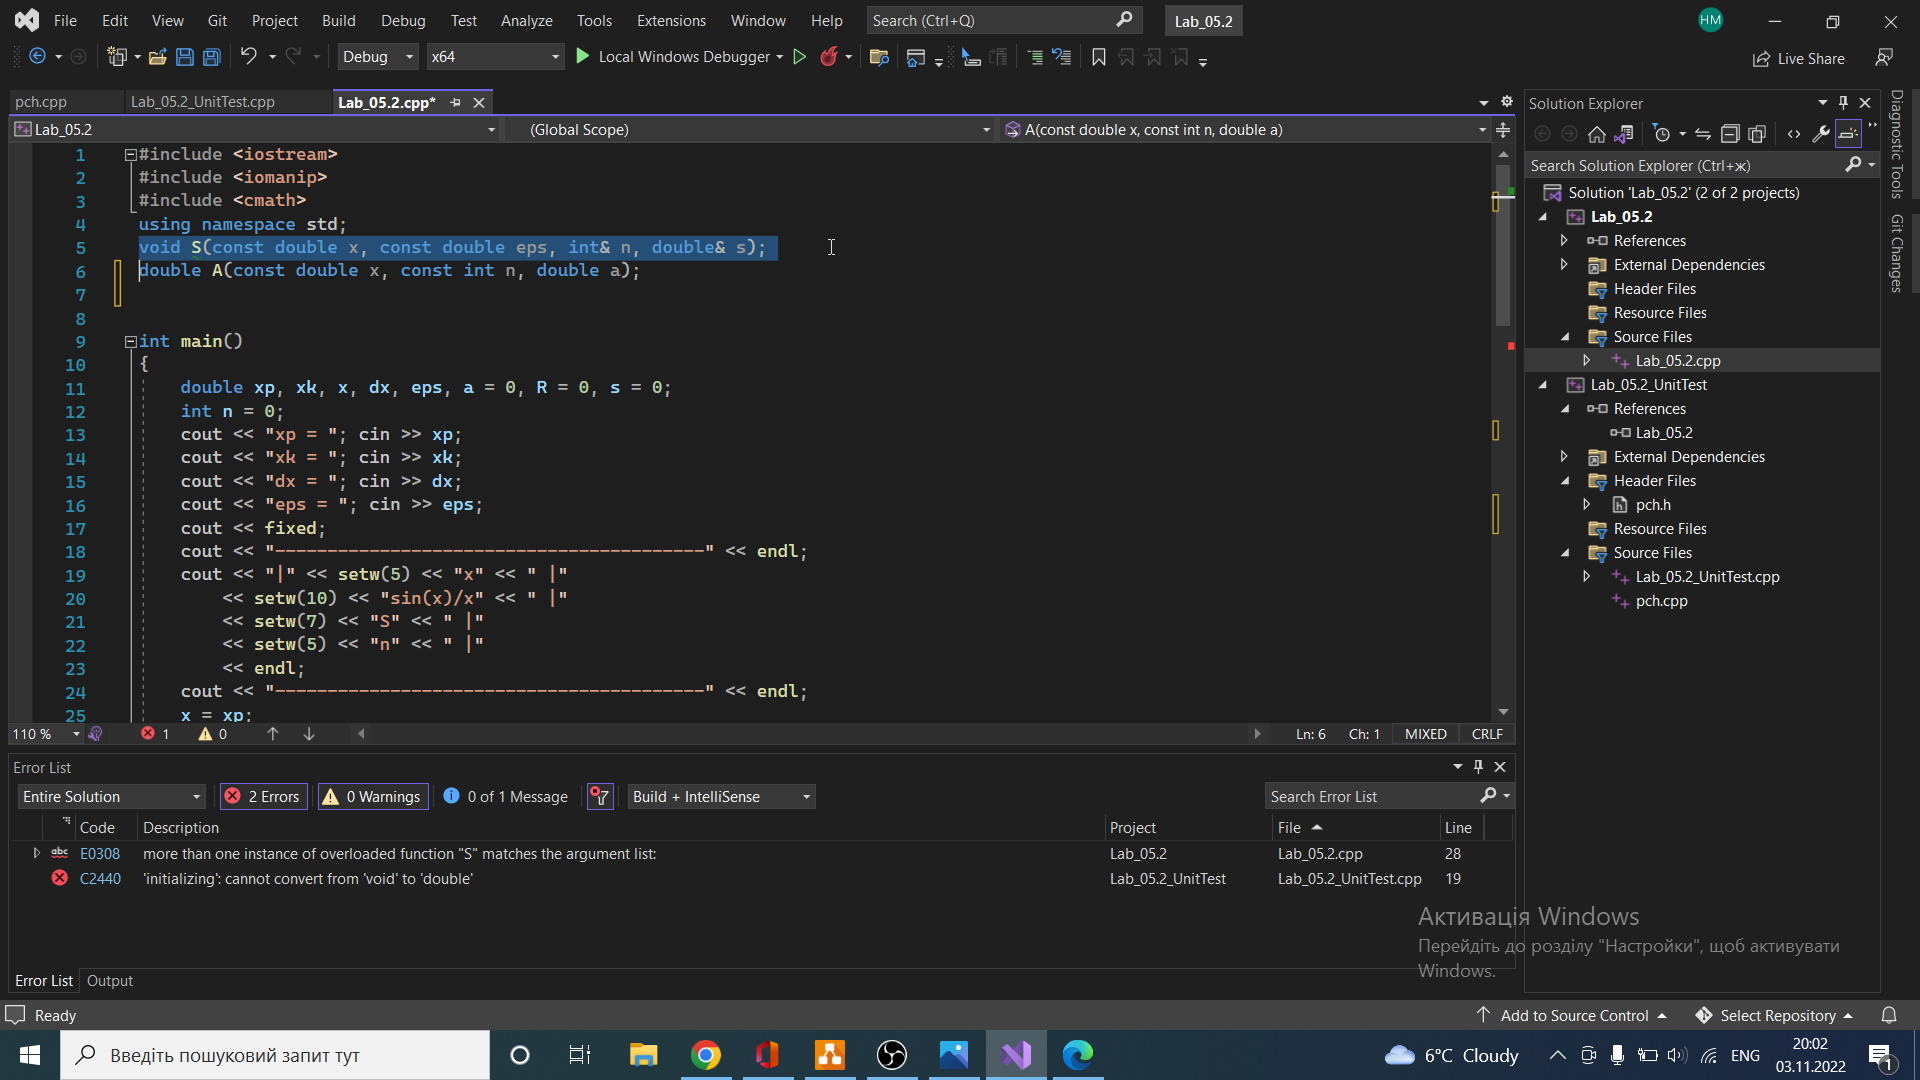 File Edit View Git Project Build Debug Test Analyze Tools Extensions Window Help Search (Ctrl+Q) Lab_05.2 HM
Debug x64 Local Windows Debugger Live Share
pch.cpp Lab_05.2_UnitTest.cpp Lab_05.2.cpp*
Lab_05.2 (Global Scope) A(const double x, const int n, double a)
1 #include <iostream>
2 #include <iomanip>
3 #include <cmath>
4 using namespace std;
5 void S(const double x, const double eps, int& n, double& s);
6 double A(const double x, const int n, double a);
7
8
9 int main()
10 {
11 double xp, xk, x, dx, eps, a = 0, R = 0, s = 0;
12 int n = 0;
13 cout << "xp = "; cin >> xp;
14 cout << "xk = "; cin >> xk;
15 cout << "dx = "; cin >> dx;
16 cout << "eps = "; cin >> eps;
17 cout << fixed;
18 cout << "-----------------------------------------" << endl;
19 cout << "|" << setw(5) << "x" << " |"
20 << setw(10) << "sin(x)/x" << " |"
21 << setw(7) << "S" << " |"
22 << setw(5) << "n" << " |"
23 << endl;
24 cout << "-----------------------------------------" << endl;
25 x = xp;
110 % 1 0 Ln: 6 Ch: 1 MIXED CRLF
Error List
Entire Solution 2 Errors 0 Warnings 0 of 1 Message Build + IntelliSense Search Error List
Code Description Project File Line
abc E0308 more than one instance of overloaded function "S" matches the argument list: Lab_05.2 Lab_05.2.cpp 28
C2440 'initializing': cannot convert from 'void' to 'double' Lab_05.2_UnitTest Lab_05.2_UnitTest.cpp 19
Error List Output
Solution Explorer
Search Solution Explorer (Ctrl+ж)
Solution 'Lab_05.2' (2 of 2 projects)
Lab_05.2
References
External Dependencies
Header Files
Resource Files
Source Files
Lab_05.2.cpp
Lab_05.2_UnitTest
References
Lab_05.2
External Dependencies
Header Files
pch.h
Resource Files
Source Files
Lab_05.2_UnitTest.cpp
pch.cpp
Diagnostic Tools
Git Changes
Активація Windows
Перейдіть до розділу "Настройки", щоб активувати
Windows.
Ready Add to Source Control Select Repository
Введіть пошуковий запит тут 6°C Cloudy ENG 20:02
03.11.2022 1